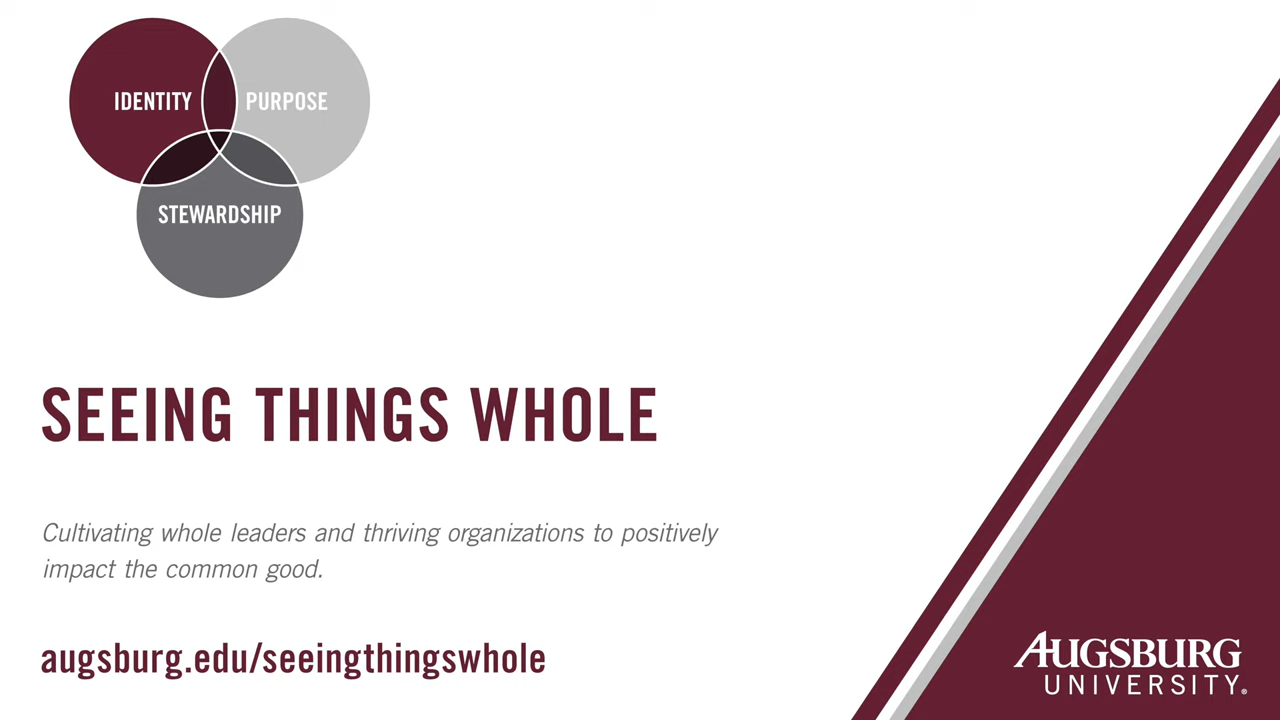 IDENTITY PURPOSE
STEWARDSHIP
SEEING THINGS WHOLE
Cultivating whole leaders and thriving organizations to positively
impact the common good.
augsburg.edu/seeingthingswhole
AUGSBURG
UNIVERSITY®